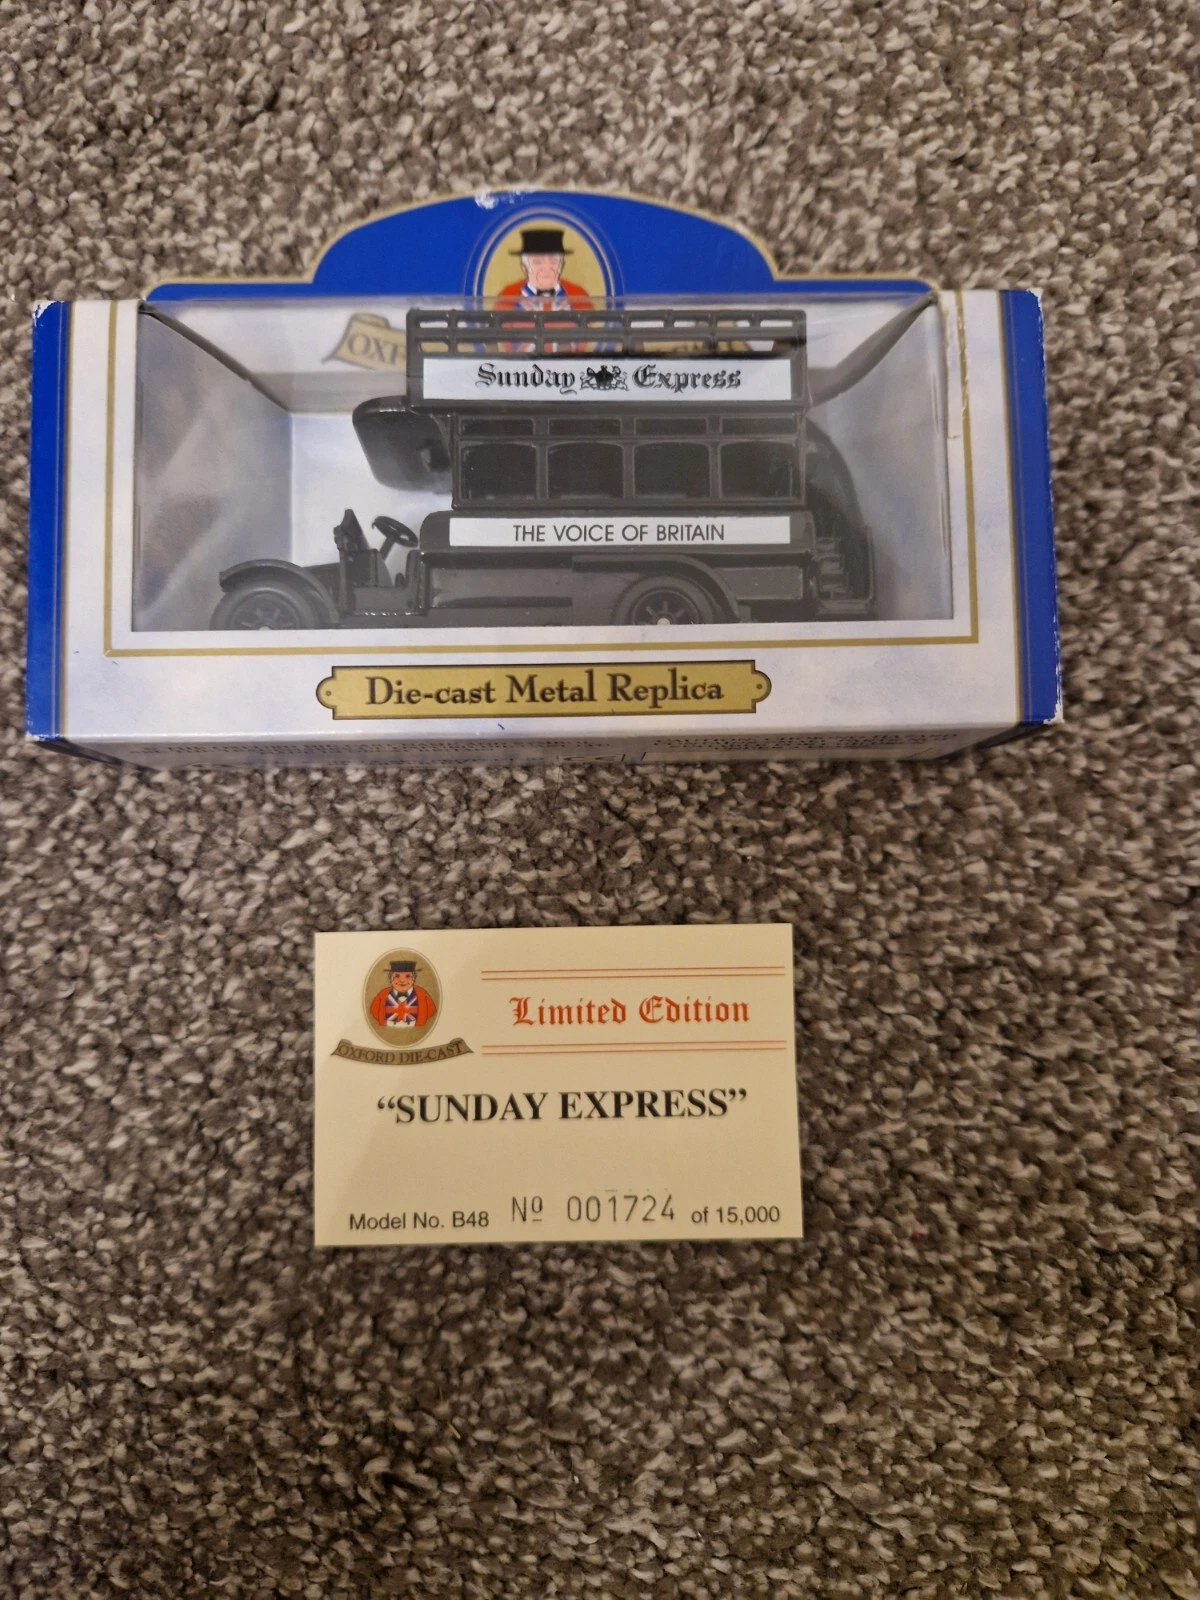 OXF
Sunday Express
THE VOICE OF BRITAIN
Die-cast Metal Replica
Limited Edition
OXFORD DIE-CAST
"SUNDAY EXPRESS"
Model No. B48 Nº 001724 of 15,000